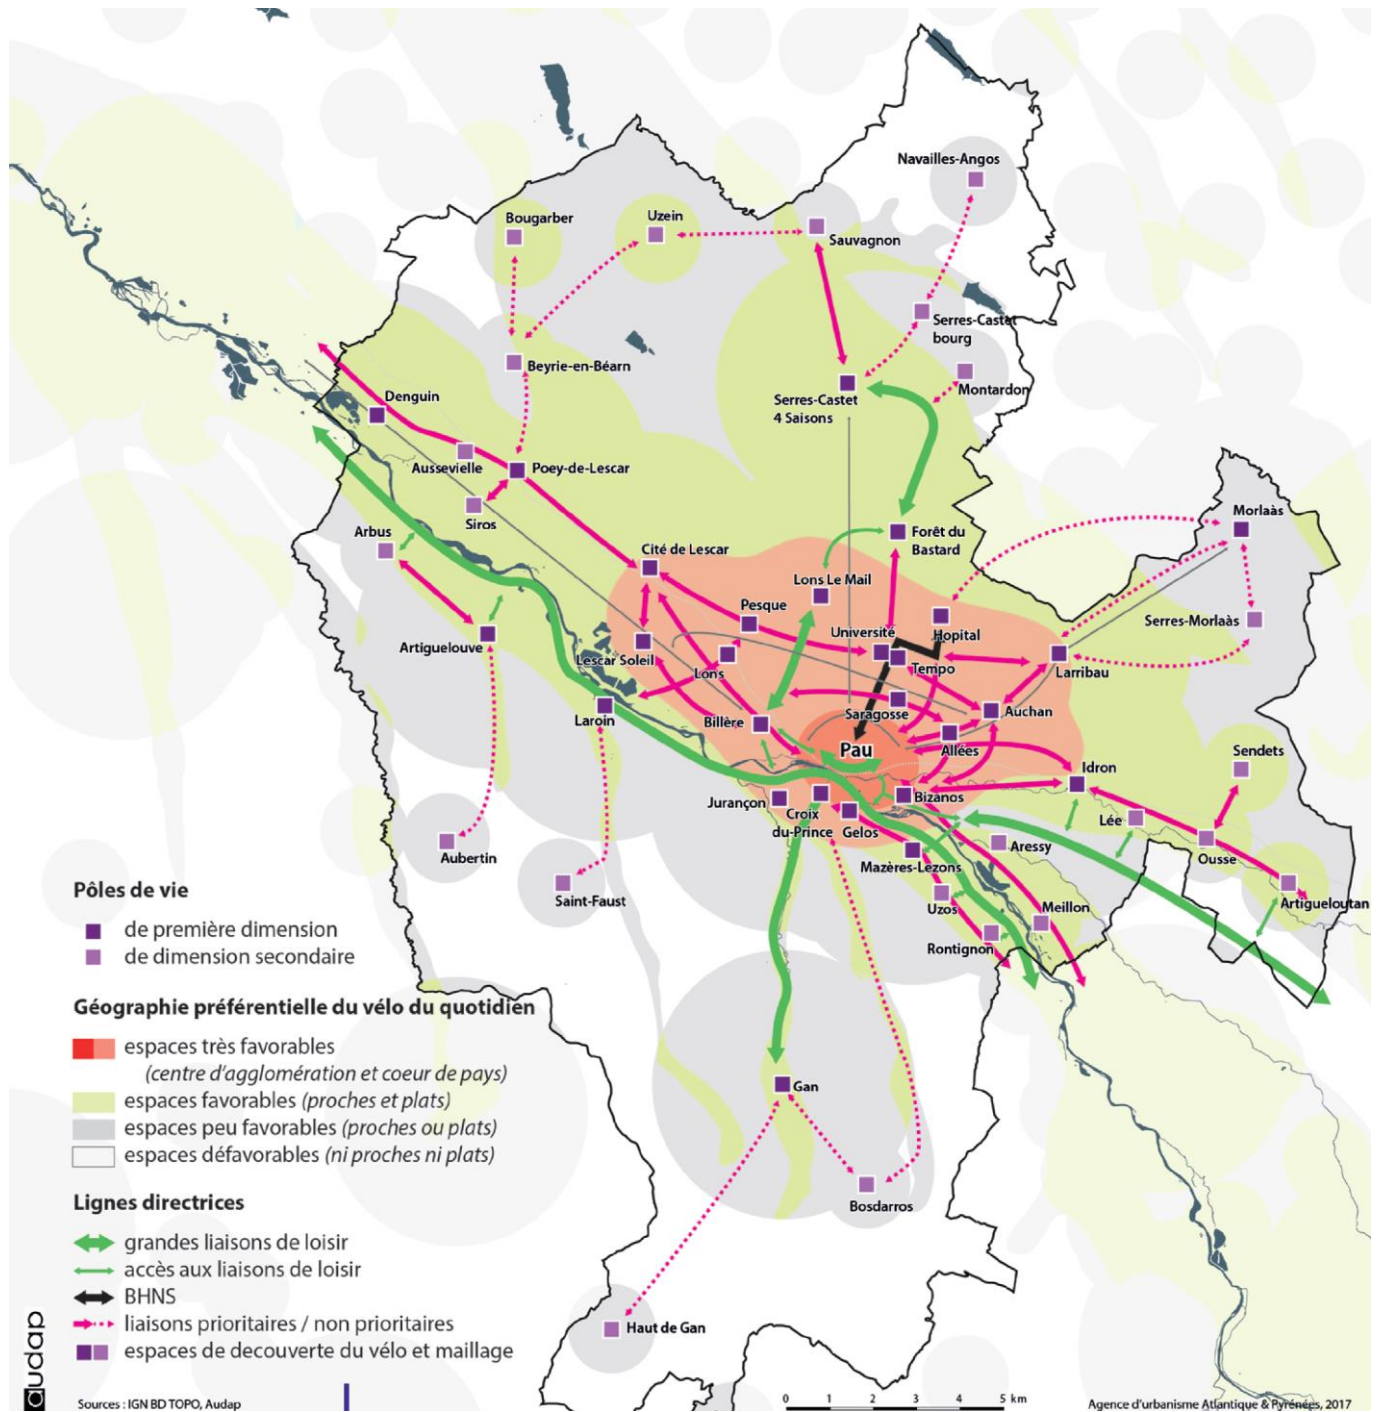 Navailles-Angos
Bougarber
Uzein
Sauvagnon
Serres-Castet
bourg
Beyrie-en-Béarn
Montardon
Denguin
Serres-Castet
4 Saisons
Aussevielle
Poey-de-Lescar
Siros
Morlaàs
Arbus
Forêt du
Bastard
Cité de Lescar
Lons Le Mail
Pesque
Serres-Morlaàs
Université
Hopital
Artiguelouve
Lescar Soleil
Lons
Tempo
Larribau
Laroin
Billère
Saragosse
Auchan
Pau
Allées
Sendets
Idron
Jurançon
Croix
du-Prince
Gelos
Bizanos
Lée
Aubertin
Aressy
Ousse
Mazères-Lezons
Saint-Faust
Uzos
Meillon
Artigueloutan
Rontignon
Gan
Bosdarros
Haut de Gan
Pôles de vie
de première dimension
de dimension secondaire
Géographie préférentielle du vélo du quotidien
espaces très favorables
(centre d'agglomération et coeur de pays)
espaces favorables (proches et plats)
espaces peu favorables (proches ou plats)
espaces défavorables (ni proches ni plats)
Lignes directrices
grandes liaisons de loisir
accès aux liaisons de loisir
BHNS
liaisons prioritaires / non prioritaires
espaces de decouverte du vélo et maillage
audap
Sources : IGN BD TOPO, Audap
0 1 2 3 4 5 km
Agence d'urbanisme Atlantique & Pyrénées, 2017